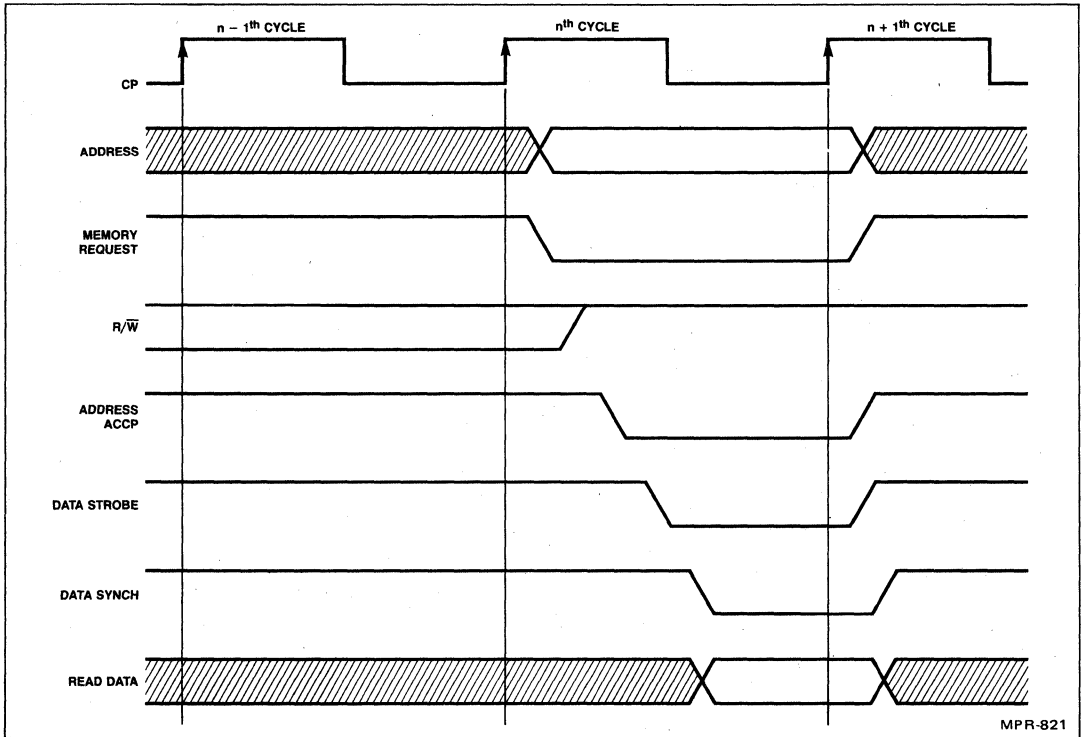 n – 1th CYCLE
nth CYCLE
n + 1th CYCLE
CP
ADDRESS
MEMORY
REQUEST
R/W̅
ADDRESS
ACCP
DATA STROBE
DATA SYNCH
READ DATA
MPR-821